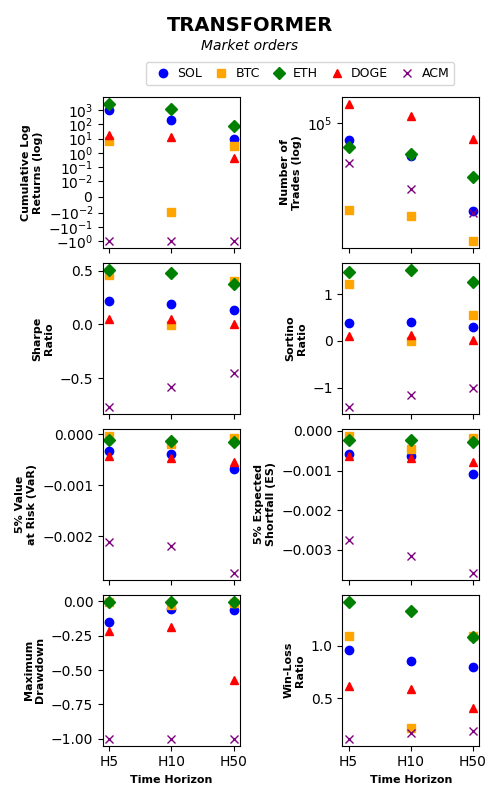 TRANSFORMER
Market orders
SOL BTC ETH DOGE ACM
Cumulative Log
Returns (log)
10³
10²
10¹
10⁰
10⁻¹
10⁻²
0
−10⁻²
−10⁻¹
−10⁰
Number of
Trades (log)
10⁵
Sharpe
Ratio
0.5
0.0
−0.5
Sortino
Ratio
1
0
−1
5% Value
at Risk (VaR)
0.000
−0.001
−0.002
5% Expected
Shortfall (ES)
0.000
−0.001
−0.002
−0.003
Maximum
Drawdown
0.00
−0.25
−0.50
−0.75
−1.00
H5 H10 H50
Time Horizon
Win-Loss
Ratio
1.0
0.5
H5 H10 H50
Time Horizon